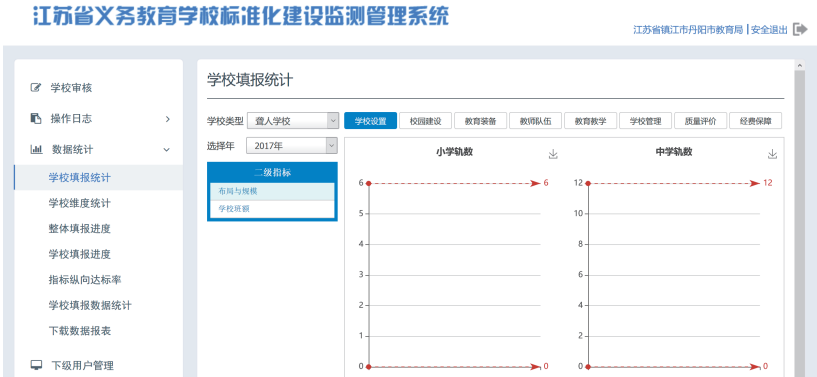 江苏省义务教育学校标准化建设监测管理系统
江苏省镇江市丹阳市教育局 | 安全退出
学校审核
操作日志
数据统计
学校填报统计
学校维度统计
整体填报进度
学校填报进度
指标纵向达标率
学校填报数据统计
下载数据报表
下级用户管理
学校填报统计
学校类型 聋人学校
学校设置 校园建设 教育装备 教师队伍 教育教学 学校管理 质量评价 经费保障
选择年 2017年
二级指标
布局与规模
学校班额
小学轨数
6 6
5
4
3
2
1
0 0
中学轨数
12 12
10
8
6
4
2
0 0